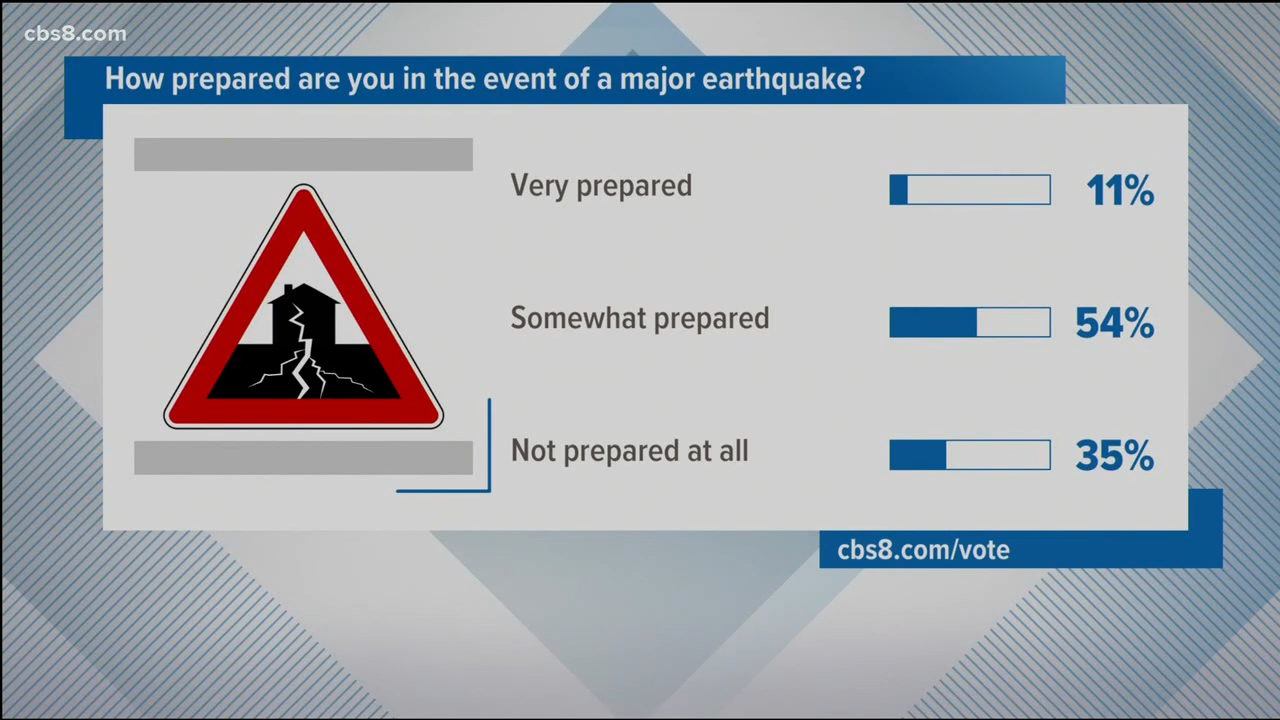 cbs8.com
How prepared are you in the event of a major earthquake?
Very prepared 11%
Somewhat prepared 54%
Not prepared at all 35%
cbs8.com/vote